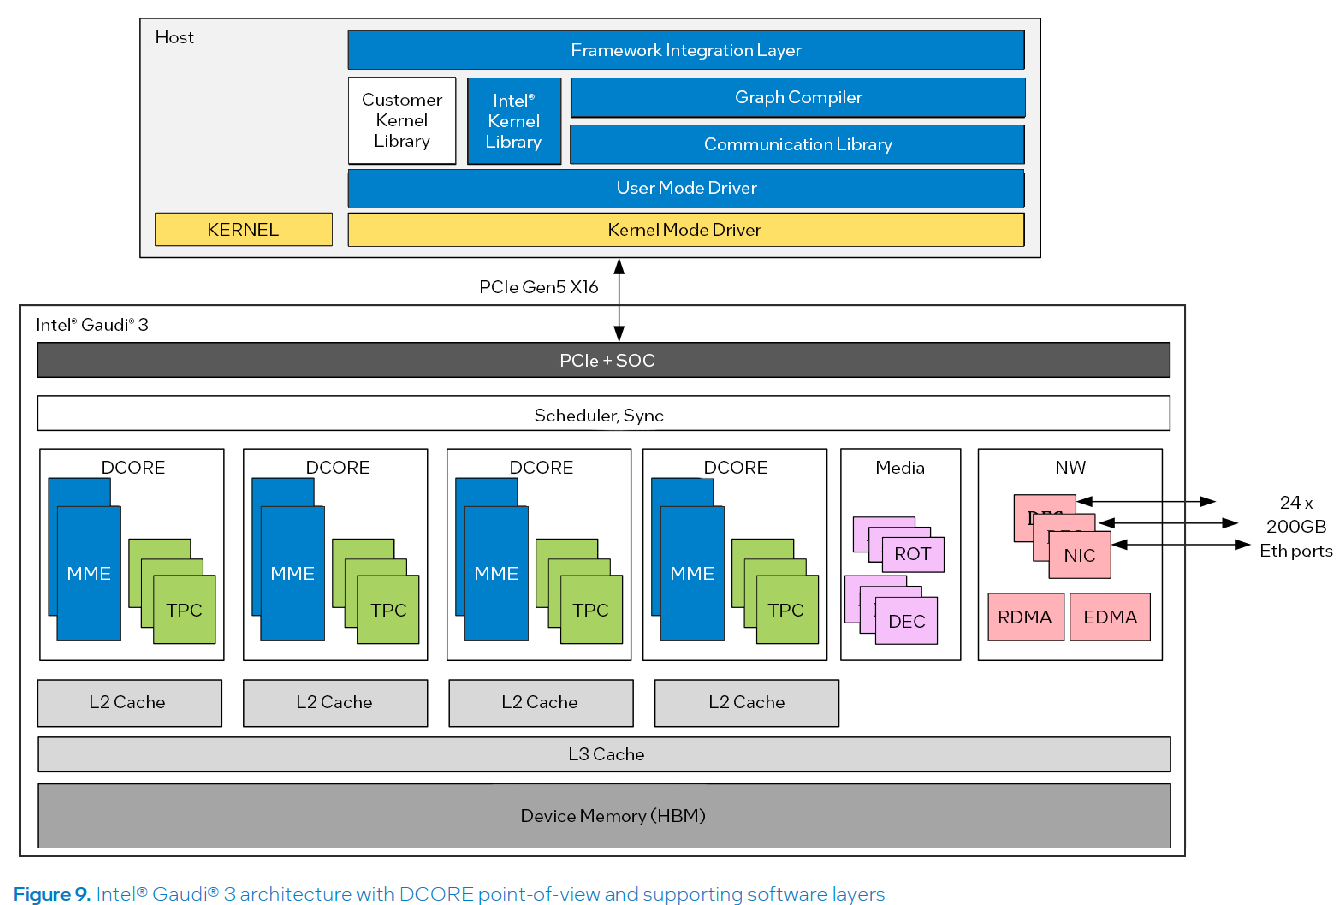 Host
Framework Integration Layer
Customer
Kernel
Library
Intel®
Kernel
Library
Graph Compiler
Communication Library
User Mode Driver
KERNEL
Kernel Mode Driver
PCIe Gen5 X16
Intel® Gaudi® 3
PCIe + SOC
Scheduler, Sync
DCORE
MME
TPC
DCORE
MME
TPC
DCORE
MME
TPC
DCORE
MME
TPC
Media
ROT
DEC
NW
NIC
RDMA
EDMA
24 x
200GB
Eth ports
L2 Cache
L2 Cache
L2 Cache
L2 Cache
L3 Cache
Device Memory (HBM)
Figure 9. Intel® Gaudi® 3 architecture with DCORE point-of-view and supporting software layers